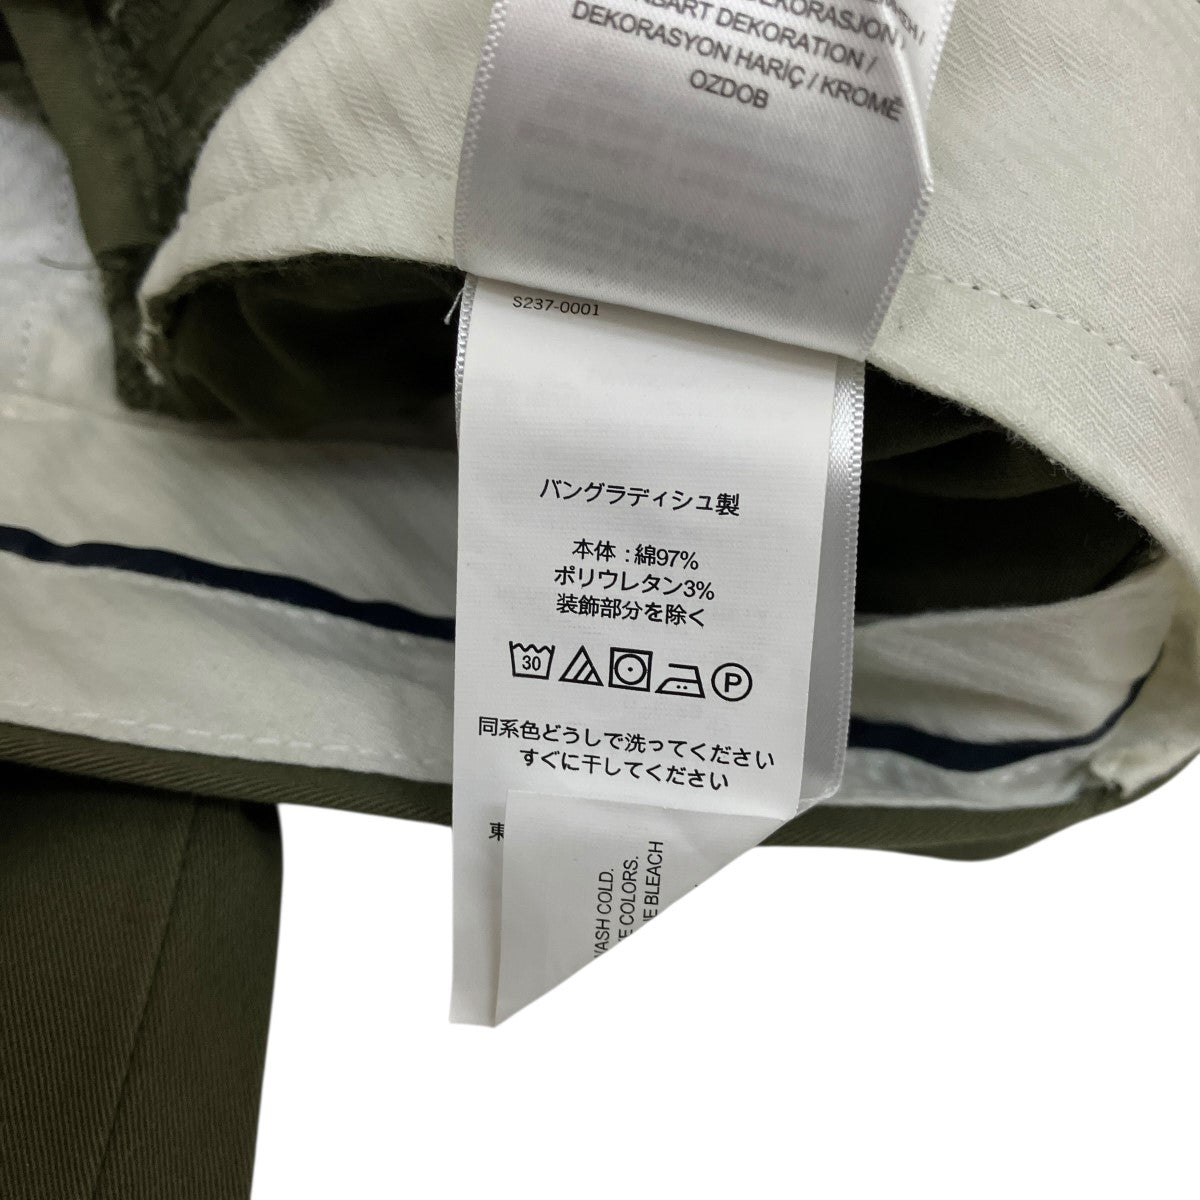 DEKORASJON /
DEKORATION /
DEKORASYON HARİÇ / KROMĚ
OZDOB
S237-0001
バングラディシュ製
本体 : 綿97%
ポリウレタン3%
装飾部分を除く
30 P
同系色どうしで洗ってください
すぐに干してください
東
WASH COLD.
COLORS.
BLEACH